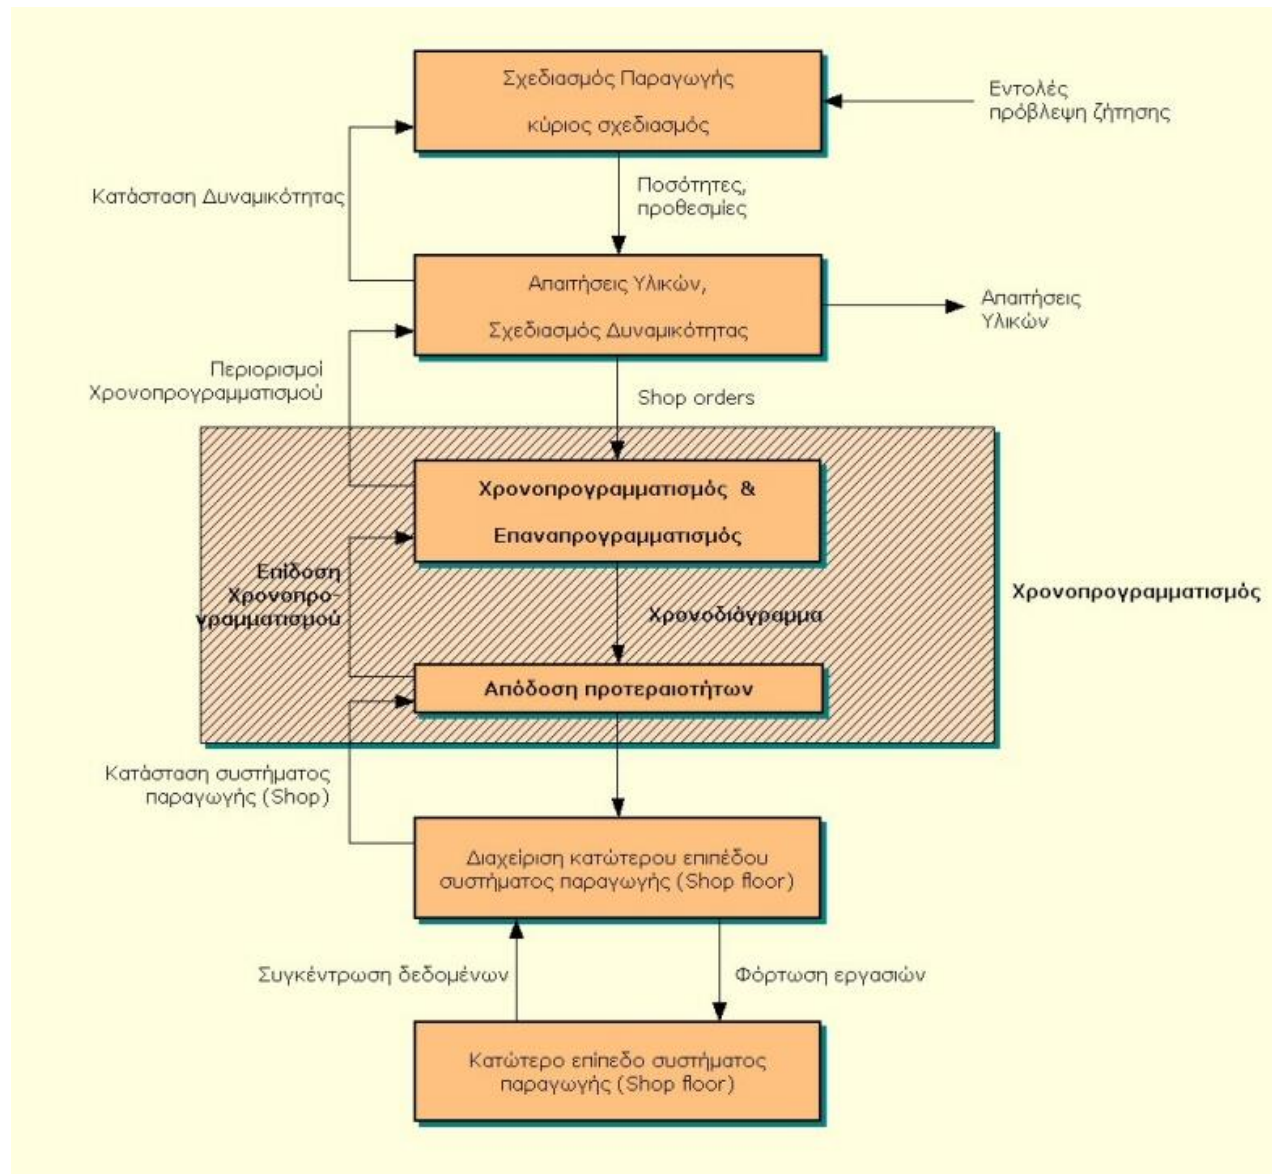 Σχεδιασμός Παραγωγής
κύριος σχεδιασμός
Εντολές
πρόβλεψη ζήτησης
Κατάσταση Δυναμικότητας
Ποσότητες,
προθεσμίες
Απαιτήσεις Υλικών,
Σχεδιασμός Δυναμικότητας
Απαιτήσεις
Υλικών
Περιορισμοί
Χρονοπρογραμματισμού
Shop orders
Χρονοπρογραμματισμός &
Επαναπρογραμματισμός
Επίδοση
Χρονοπρο-
γραμματισμού
Χρονοδιάγραμμα
Χρονοπρογραμματισμός
Απόδοση προτεραιοτήτων
Κατάσταση συστήματος
παραγωγής (Shop)
Διαχείριση κατώτερου επιπέδου
συστήματος παραγωγής (Shop floor)
Συγκέντρωση δεδομένων
Φόρτωση εργασιών
Κατώτερο επίπεδο συστήματος
παραγωγής (Shop floor)